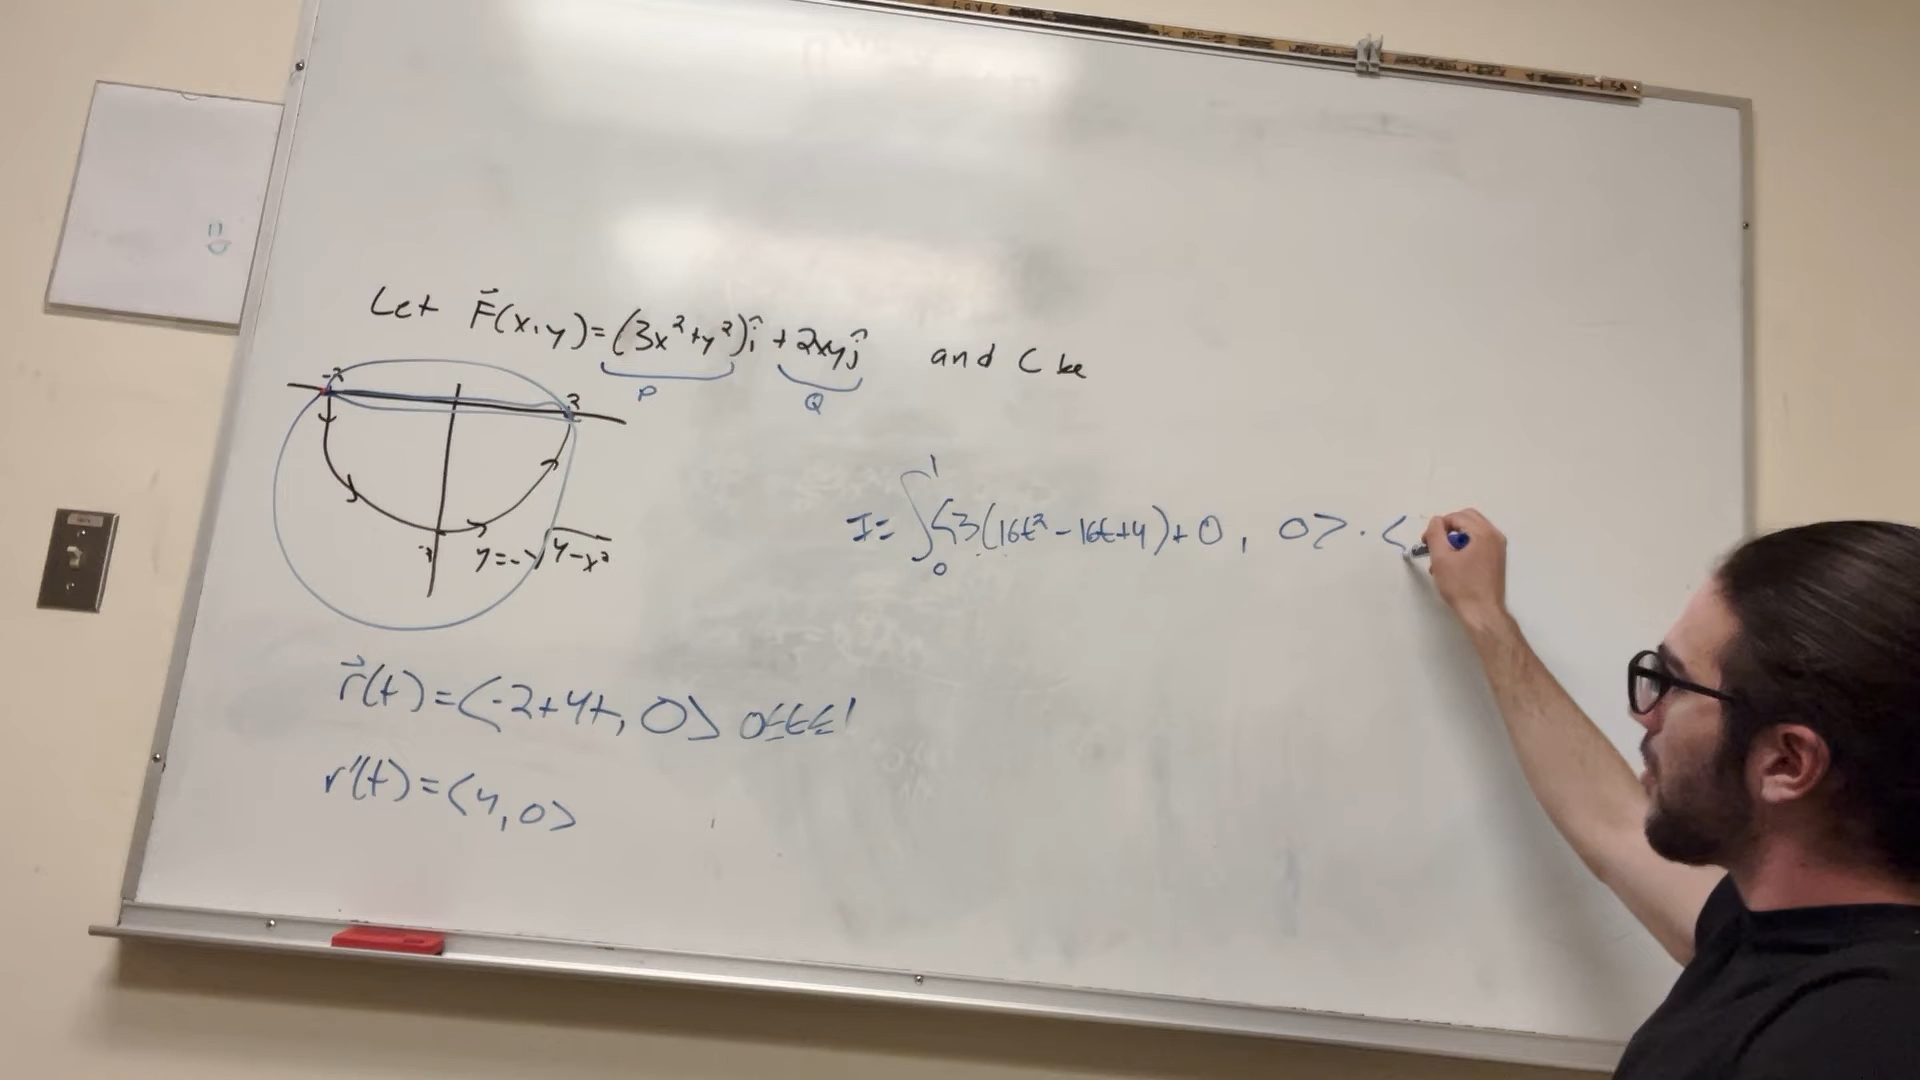 Let F⃗(x,y)=(3x²+y²)î+2xyĵ and C be
P Q
-2 2
-2 y=-√4-x²
I=∫₀¹<3(16t²-16t+4)+0, 0>·<
r⃗(t)=<-2+4t, 0> 0≤t≤1
r'(t)=<4,0>